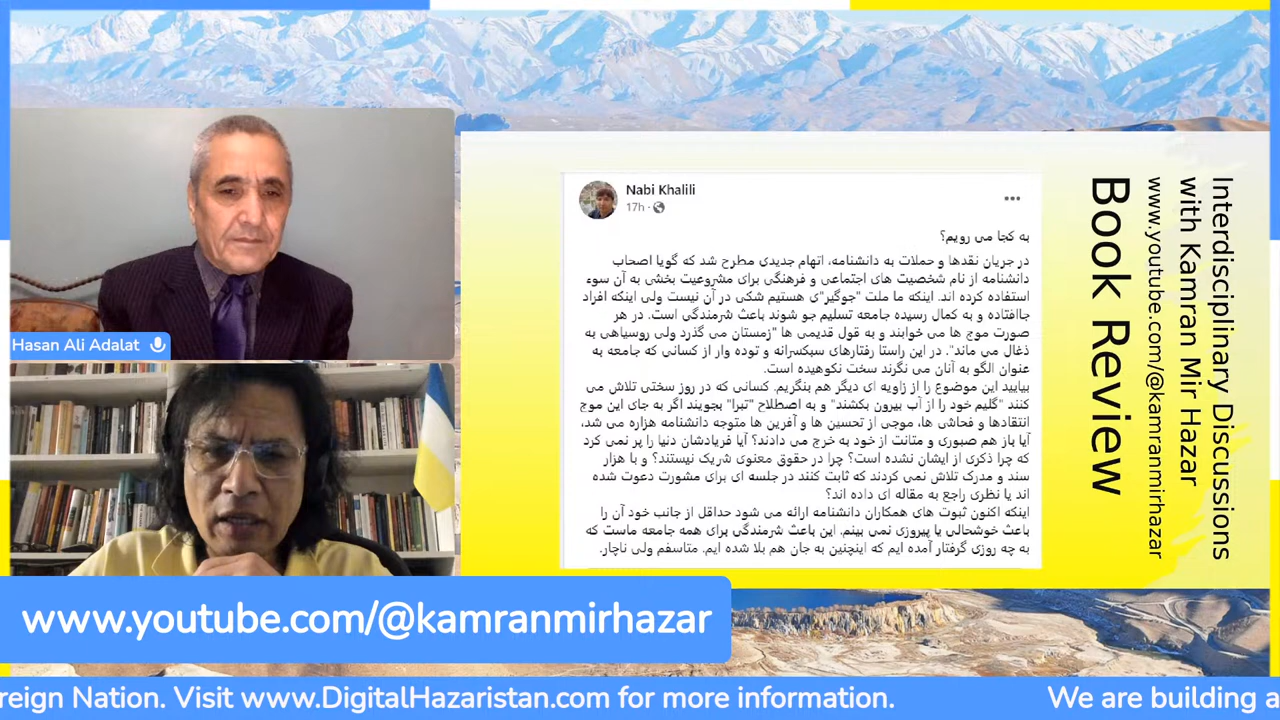 Nabi Khalili
17h
به کجا می رویم؟
در جریان نقدها و حملات به دانشنامه، اتهام جدیدی مطرح شد که گویا اصحاب
دانشنامه از نام شخصیت های اجتماعی و فرهنگی برای مشروعیت بخشی به آن سوء
استفاده کرده اند. اینکه ما ملت "جوگیر"ی هستیم شکی در آن نیست ولی اینکه افراد
جاافتاده و به کمال رسیده جامعه تسلیم جو شوند باعث شرمندگی است. در هر
صورت موج ها می خوابند و به قول قدیمی ها "زمستان می گذرد ولی روسیاهی به
ذغال می ماند". در این راستا رفتارهای سبکسرانه و توده وار از کسانی که جامعه به
عنوان الگو به آنان می نگرند سخت نکوهیده است.
بیایید این موضوع را از زاویه ای دیگر هم بنگریم. کسانی که در روز سختی تلاش می
کنند "گلیم خود را از آب بیرون بکشند" و به اصطلاح "تبرا" بجویند اگر به جای این موج
انتقادها و فحاشی ها، موجی از تحسین ها و آفرین ها متوجه دانشنامه هزاره می شد،
آیا باز هم صبوری و متانت از خود به خرج می دادند؟ آیا فریادشان دنیا را پر نمی کرد
که چرا ذکری از ایشان نشده است؟ چرا در حقوق معنوی شریک نیستند؟ و با هزار
سند و مدرک تلاش نمی کردند که ثابت کنند در جلسه ای برای مشورت دعوت شده
اند یا نظری راجع به مقاله ای داده اند؟
اینکه اکنون ثبوت های همکاران دانشنامه ارائه می شود حداقل از جانب خود آن را
باعث خوشحالی یا پیروزی نمی بینم. این باعث شرمندگی برای همه جامعه ماست که
به چه روزی گرفتار آمده ایم که اینچنین به جان هم بلا شده ایم. متاسفم ولی ناچار.
Interdisciplinary Discussions
with Kamran Mir Hazar
www.youtube.com/@kamranmirhazar
Book Review
Hasan Ali Adalat
www.youtube.com/@kamranmirhazar
reign Nation. Visit www.DigitalHazaristan.com for more information. We are building a